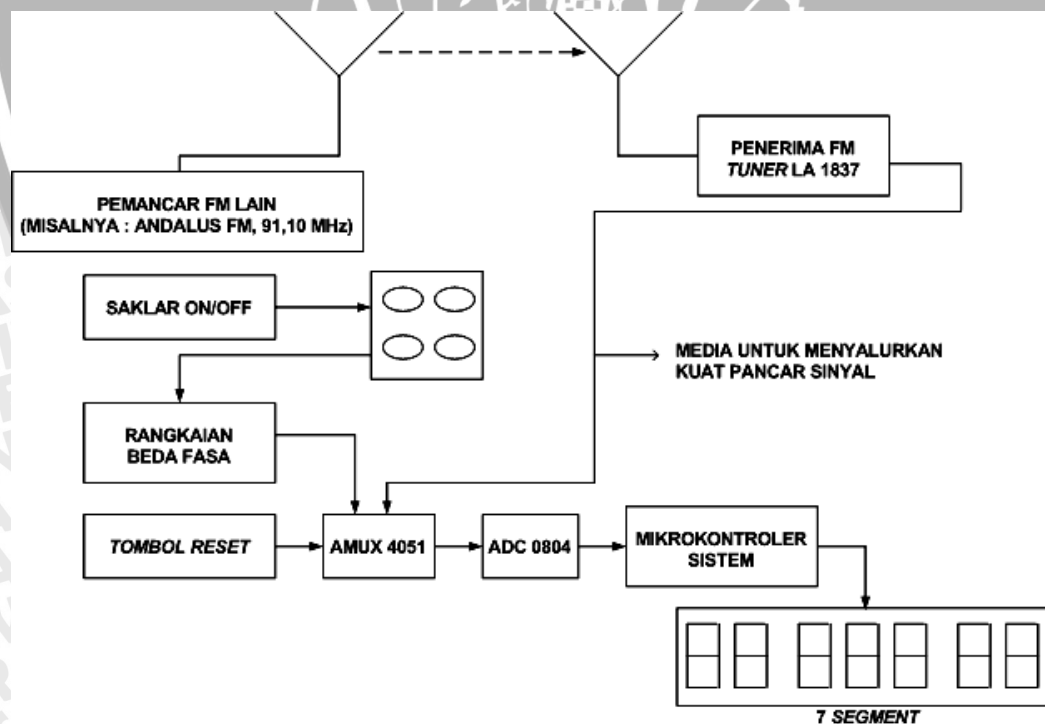 PENERIMA FM
TUNER LA 1837
PEMANCAR FM LAIN
(MISALNYA : ANDALUS FM, 91,10 MHz)
SAKLAR ON/OFF
MEDIA UNTUK MENYALURKAN
KUAT PANCAR SINYAL
RANGKAIAN
BEDA FASA
TOMBOL RESET
AMUX 4051
ADC 0804
MIKROKONTROLER
SISTEM
7 SEGMENT